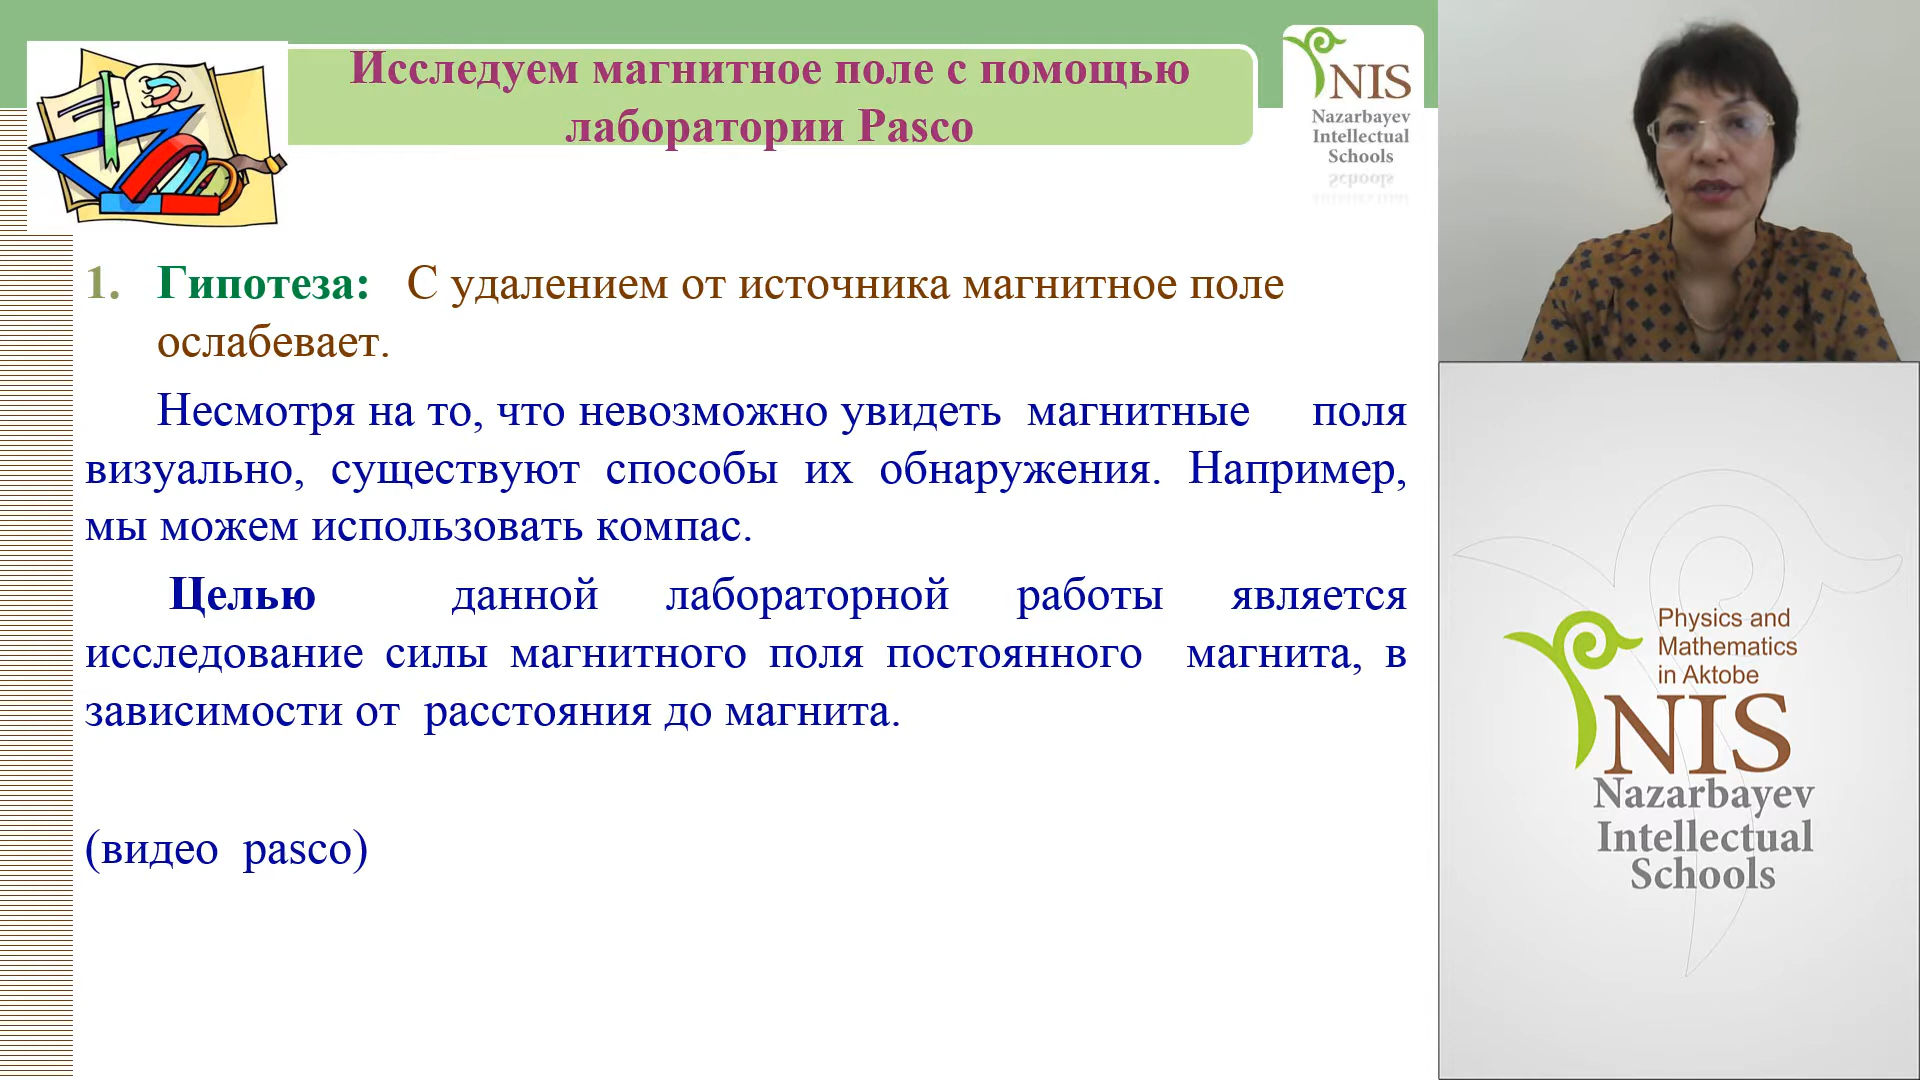 Исследуем магнитное поле с помощью
лаборатории Pasco
NIS
Nazarbayev
Intellectual
Schools
1. Гипотеза: С удалением от источника магнитное поле
ослабевает.
Несмотря на то, что невозможно увидеть магнитные поля
визуально, существуют способы их обнаружения. Например,
мы можем использовать компас.
Целью данной лабораторной работы является
исследование силы магнитного поля постоянного магнита, в
зависимости от расстояния до магнита.
(видео pasco)
Physics and
Mathematics
in Aktobe
NIS
Nazarbayev
Intellectual
Schools